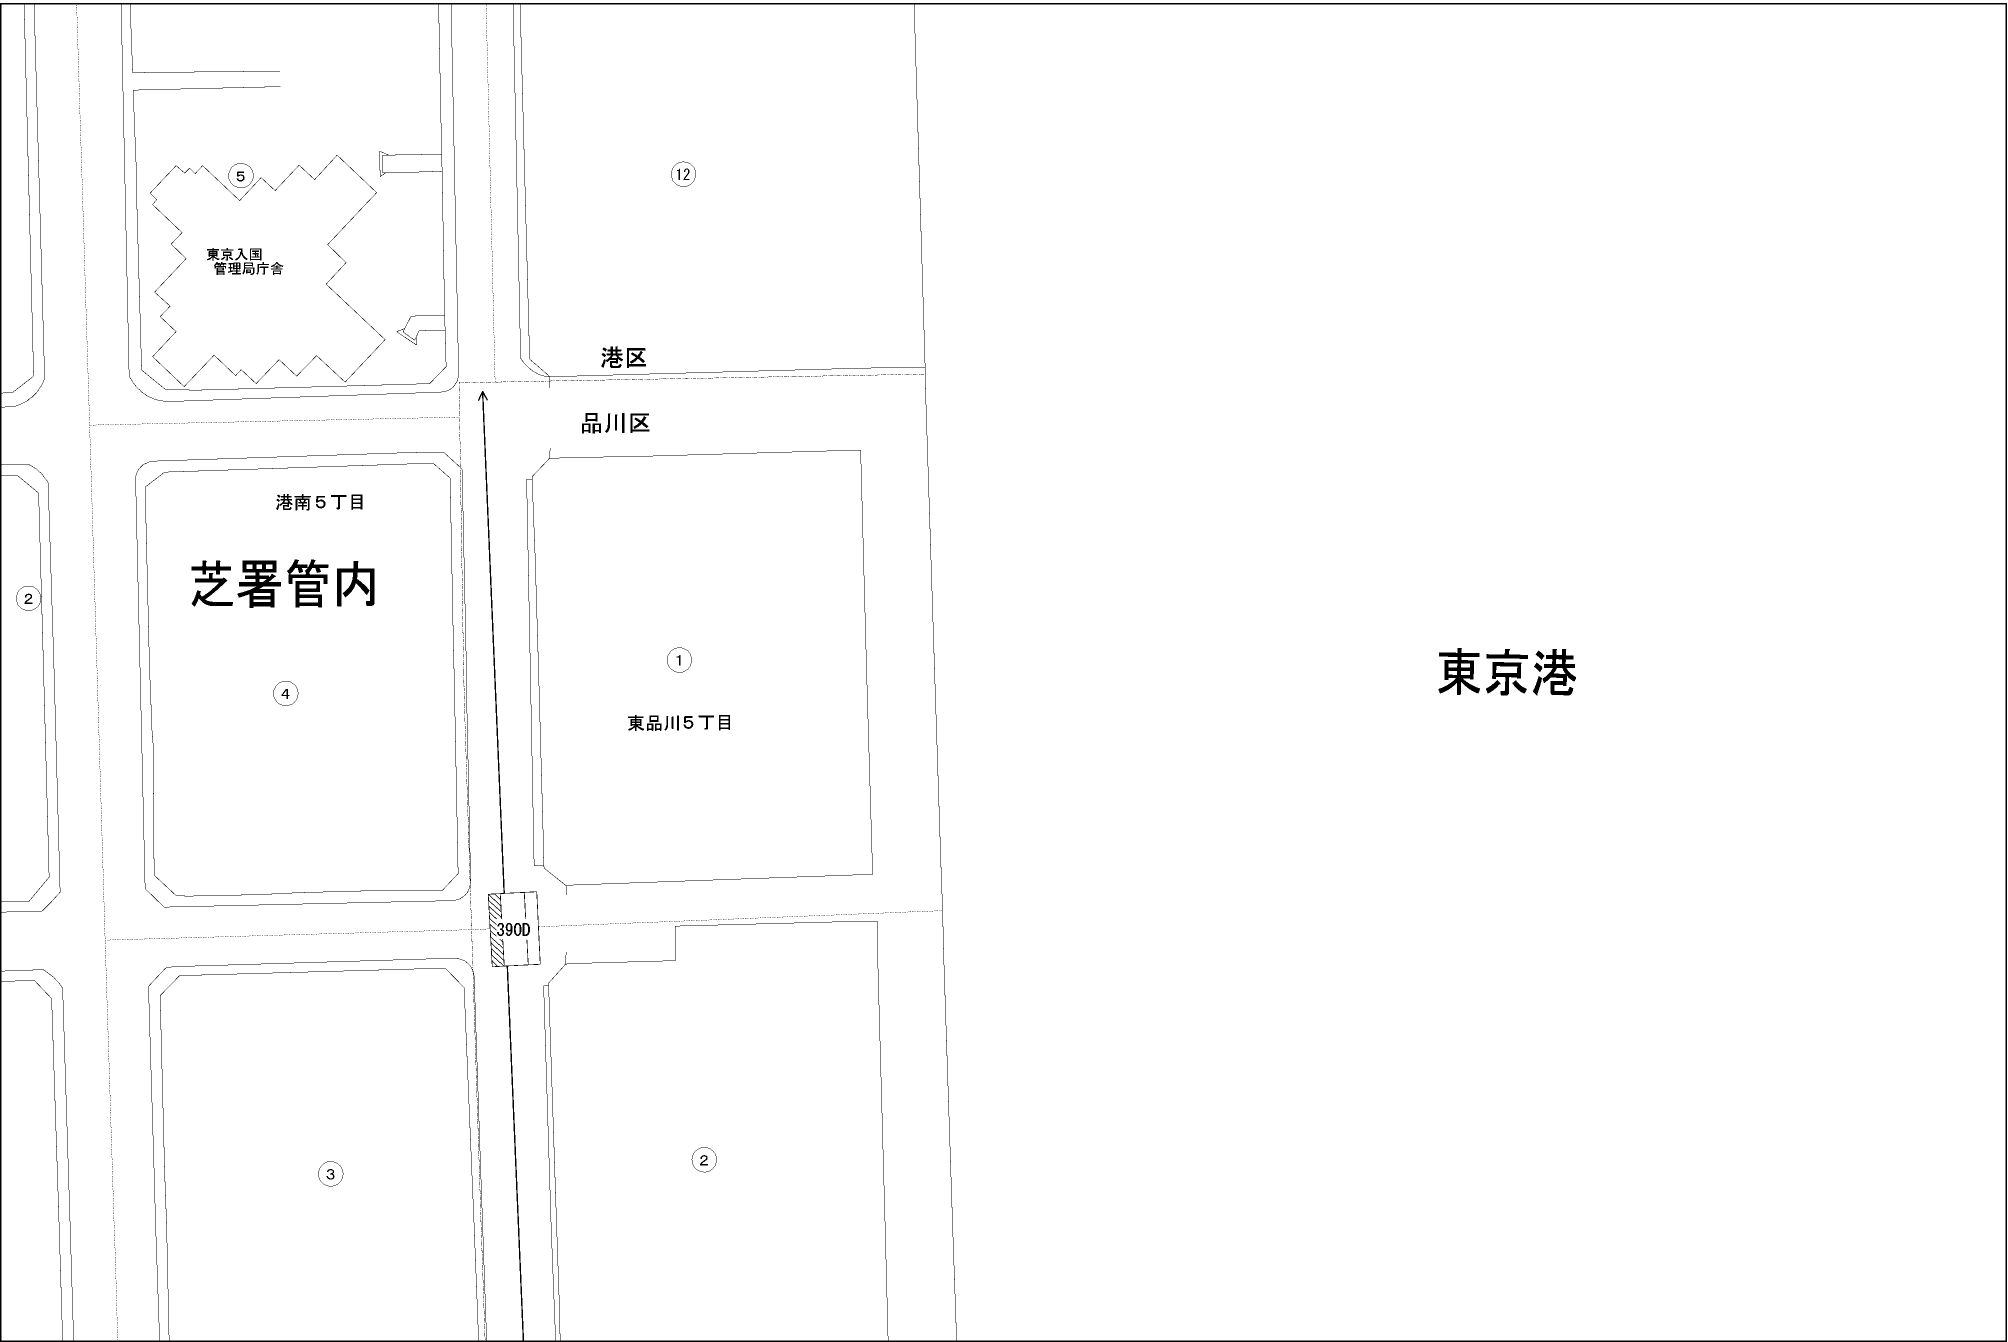 ⑤
⑫
東京入国
管理局庁舎
港区
品川区
港南５丁目
芝署管内
②
①
東京港
④
東品川５丁目
390D
③
②